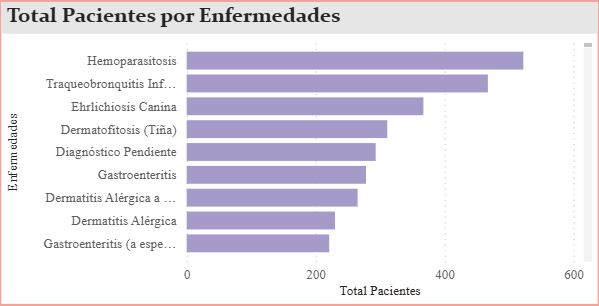 Total Pacientes por Enfermedades
Hemoparasitosis
Traqueobronquitis Inf...
Ehrlichiosis Canina
Dermatofitosis (Tiña)
Diagnóstico Pendiente
Gastroenteritis
Dermatitis Alérgica a ...
Dermatitis Alérgica
Gastroenteritis (a espe...
Enfermedades
0 200 400 600
Total Pacientes